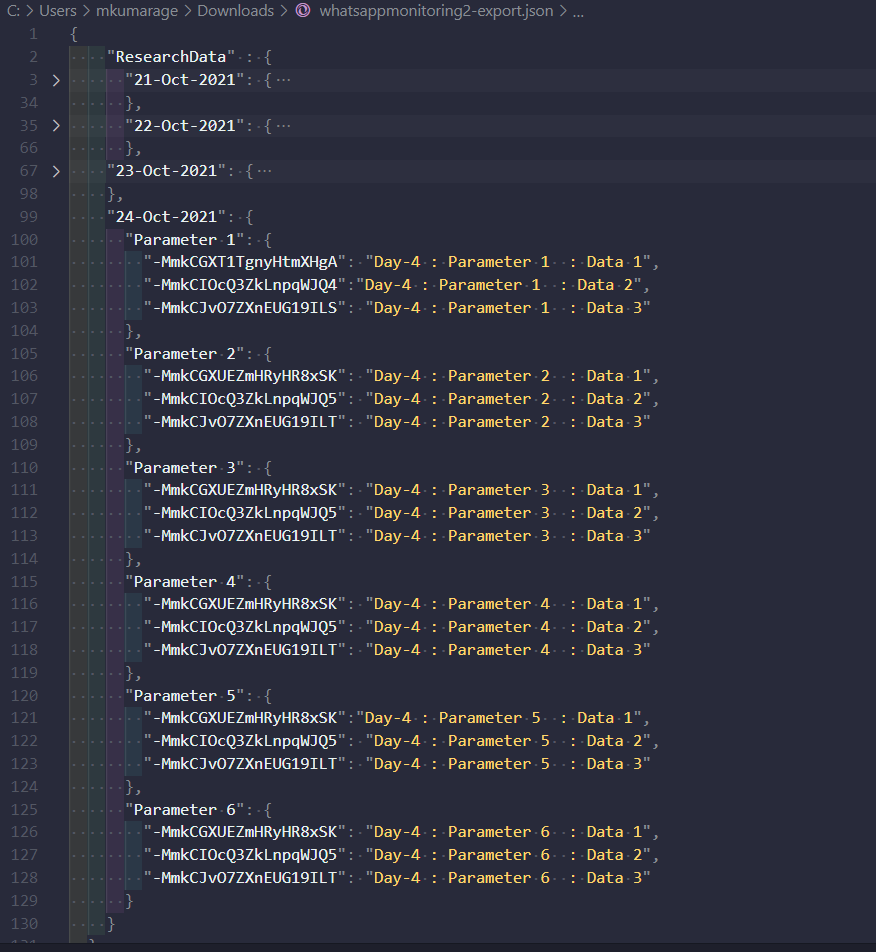 C: > Users > mkumarage > Downloads > whatsappmonitoring2-export.json > ...
1 {
2 "ResearchData" : {
3 > "21-Oct-2021": { ...
34 },
35 > "22-Oct-2021": { ...
66 },
67 > "23-Oct-2021": { ...
98 },
99 "24-Oct-2021": {
100 "Parameter 1": {
101 "-MmkCGXT1TgnyHtmXHgA": "Day-4 : Parameter 1  : Data 1",
102 "-MmkCIOcQ3ZkLnpqWJQ4":"Day-4 : Parameter 1  : Data 2",
103 "-MmkCJvO7ZXnEUG19ILS": "Day-4 : Parameter 1  : Data 3"
104 },
105 "Parameter 2": {
106 "-MmkCGXUEZmHRyHR8xSK": "Day-4 : Parameter 2  : Data 1",
107 "-MmkCIOcQ3ZkLnpqWJQ5": "Day-4 : Parameter 2  : Data 2",
108 "-MmkCJvO7ZXnEUG19ILT": "Day-4 : Parameter 2  : Data 3"
109 },
110 "Parameter 3": {
111 "-MmkCGXUEZmHRyHR8xSK": "Day-4 : Parameter 3  : Data 1",
112 "-MmkCIOcQ3ZkLnpqWJQ5": "Day-4 : Parameter 3  : Data 2",
113 "-MmkCJvO7ZXnEUG19ILT": "Day-4 : Parameter 3  : Data 3"
114 },
115 "Parameter 4": {
116 "-MmkCGXUEZmHRyHR8xSK": "Day-4 : Parameter 4  : Data 1",
117 "-MmkCIOcQ3ZkLnpqWJQ5": "Day-4 : Parameter 4  : Data 2",
118 "-MmkCJvO7ZXnEUG19ILT": "Day-4 : Parameter 4  : Data 3"
119 },
120 "Parameter 5": {
121 "-MmkCGXUEZmHRyHR8xSK":"Day-4 : Parameter 5  : Data 1",
122 "-MmkCIOcQ3ZkLnpqWJQ5": "Day-4 : Parameter 5  : Data 2",
123 "-MmkCJvO7ZXnEUG19ILT": "Day-4 : Parameter 5  : Data 3"
124 },
125 "Parameter 6": {
126 "-MmkCGXUEZmHRyHR8xSK": "Day-4 : Parameter 6  : Data 1",
127 "-MmkCIOcQ3ZkLnpqWJQ5": "Day-4 : Parameter 6  : Data 2",
128 "-MmkCJvO7ZXnEUG19ILT": "Day-4 : Parameter 6  : Data 3"
129 }
130 }